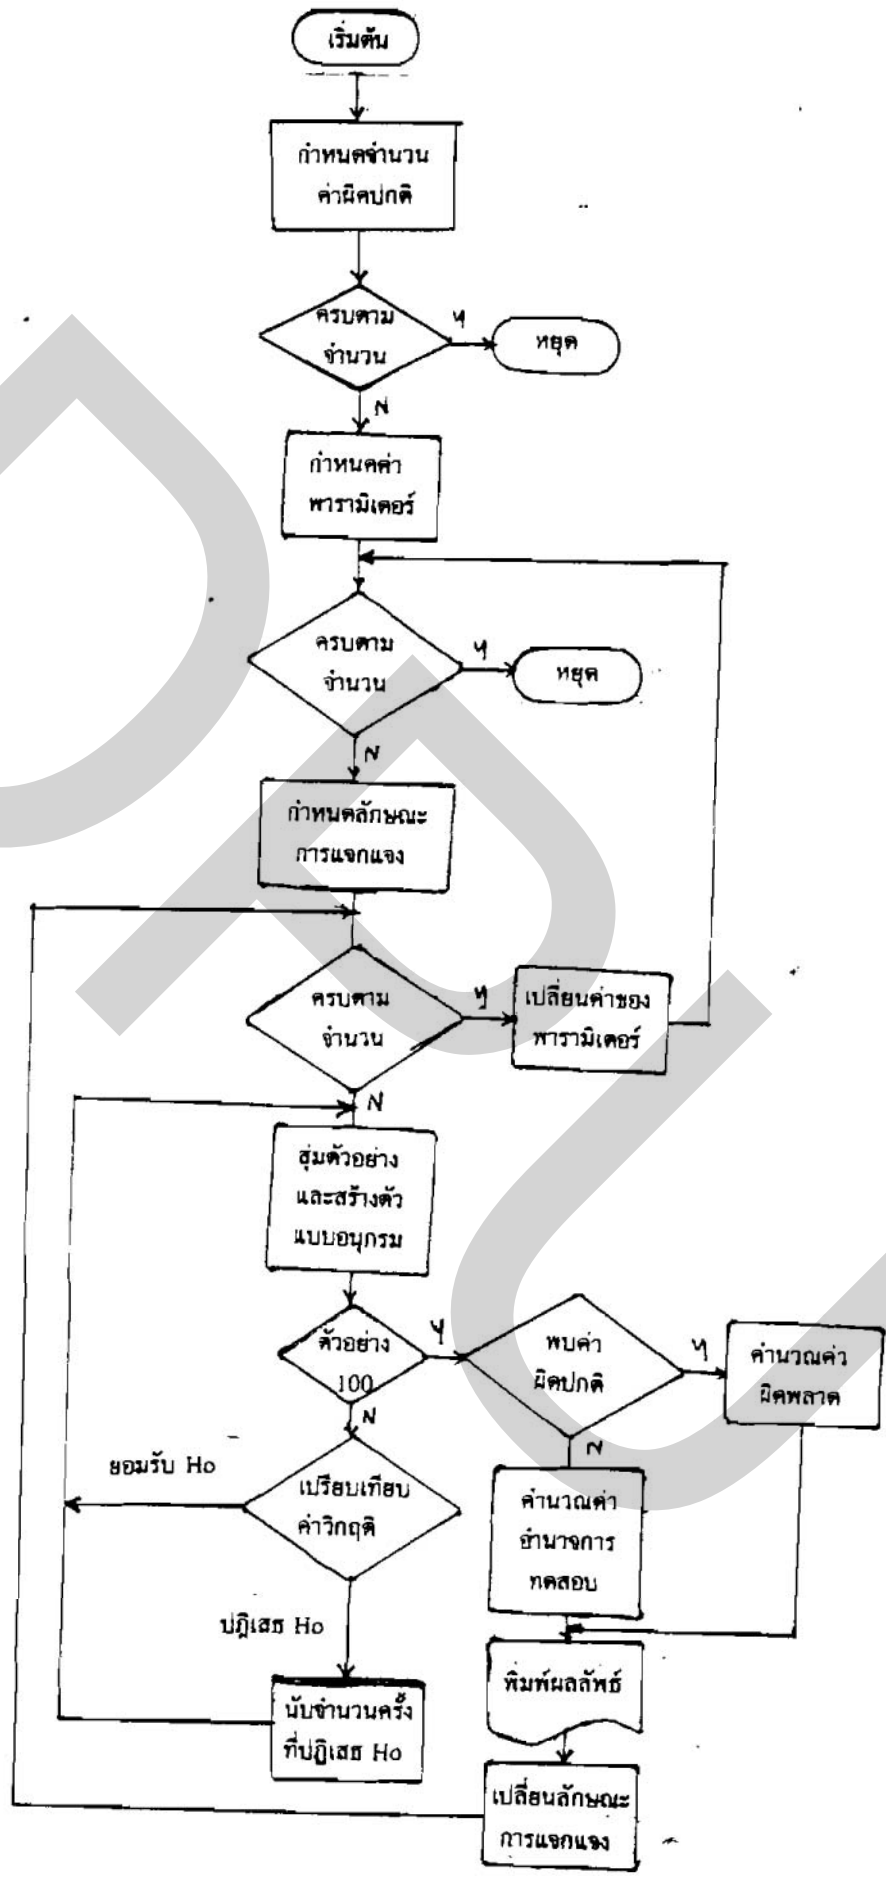 เริ่มต้น
กำหนดจำนวน
ค่าผิดปกติ
ครบตาม
จำนวน
Y
หยุด
N
กำหนดค่า
พารามิเตอร์
ครบตาม
จำนวน
Y
หยุด
N
กำหนดลักษณะ
การแจกแจง
ครบตาม
จำนวน
Y
เปลี่ยนค่าของ
พารามิเตอร์
N
สุ่มตัวอย่าง
และสร้างตัว
แบบอนุกรม
ตัวอย่าง
100
Y
พบค่า
ผิดปกติ
Y
คำนวณค่า
ผิดพลาด
N
N
ยอมรับ Ho
เปรียบเทียบ
ค่าวิกฤติ
คำนวณค่า
อำนาจการ
ทดสอบ
ปฏิเสธ Ho
นับจำนวนครั้ง
ที่ปฏิเสธ Ho
พิมพ์ผลลัพธ์
เปลี่ยนลักษณะ
การแจกแจง
DPU